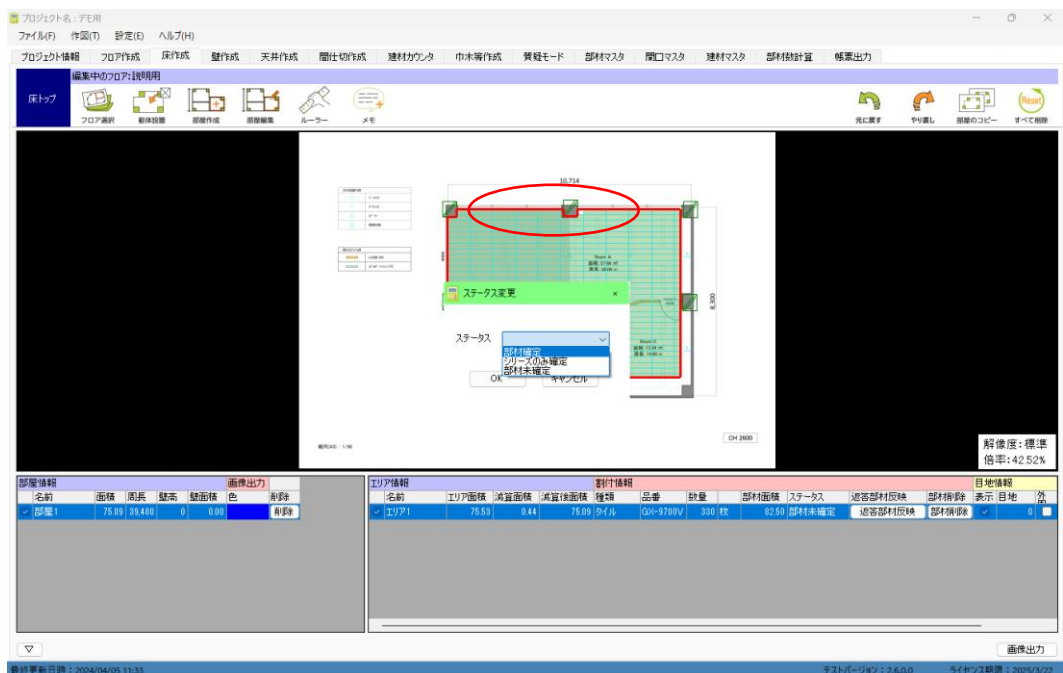 プロジェクト名：デモ用
ファイル(F) 作図(T) 設定(E) ヘルプ(H)
プロジェクト情報 フロア作成 床作成 壁作成 天井作成 間仕切作成 建材カウンタ 巾木等作成 質疑モード 部材マスタ 開口マスタ 建材マスタ 部材数計算 帳票出力
編集中のフロア:説明用
床トップ
フロア選択 躯体設置 部屋作成 部屋編集 ルーラー メモ 元に戻す やり直し 部屋のコピー すべて削除
Reset
10,714
Room A
8,300
ステータス変更 ×
ステータス
部材確定
シリーズのみ確定
部材未確定
OK キャンセル
CH 2600
解像度：標準
倍率：42.52%
部屋情報 画像出力
名前 面積 周長 壁高 壁面積 色 削除
部屋1 75.09 39,480 0 0.00 削除
エリア情報 割付情報 目地情報
名前 エリア面積 減算面積 減算後面積 種類 品番 数量 部材面積 ステータス 返答部材反映 部材削除 表示 目地
エリア1 75.53 0.44 75.09 タイル GX-9780V 330 枚 82.50 部材未確定 返答部材反映 部材削除 0
▽ 画像出力
最終更新日時：2024/04/05 11:33 テストバージョン：2.6.0.0 ライセンス期限：2025/3/22